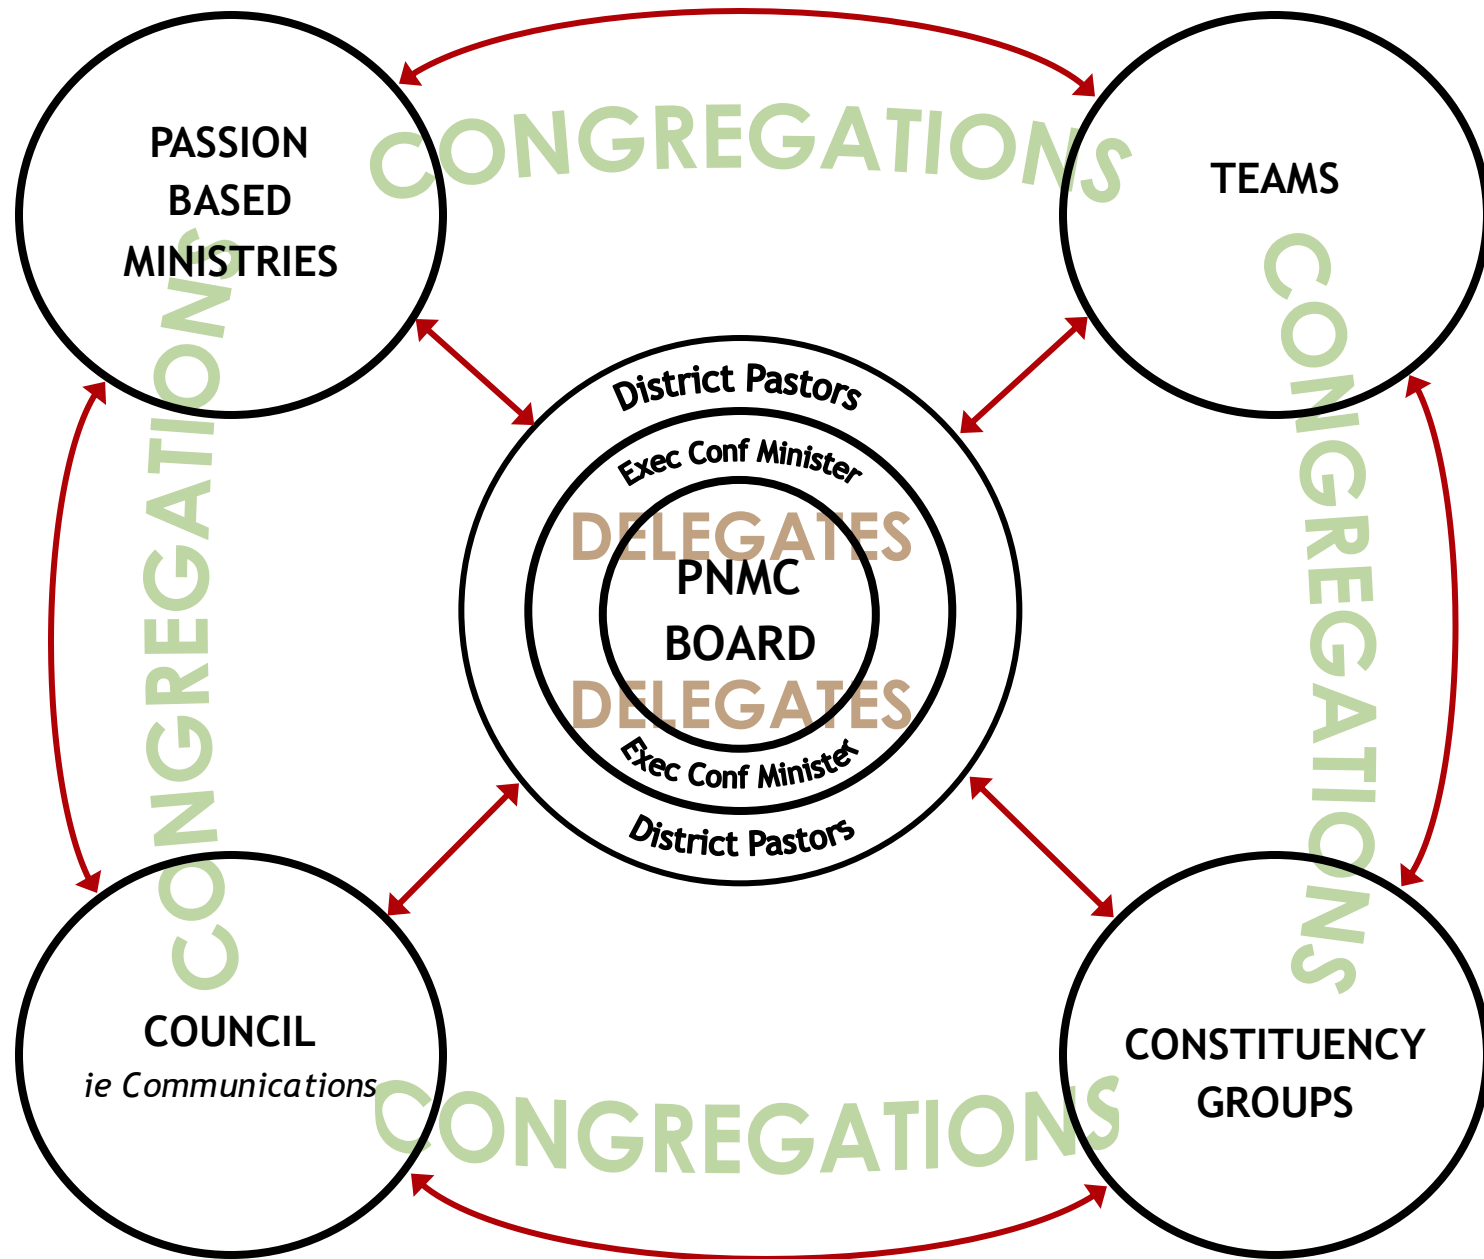 CONGREGATIONS
PASSION
BASED
MINISTRIES
TEAMS
CONGREGATIONS
CONGREGATIONS
District Pastors
Exec Conf Minister
DELEGATES
PNMC
BOARD
DELEGATES
Exec Conf Minister
District Pastors
COUNCIL
ie Communications
CONSTITUENCY
GROUPS
CONGREGATIONS